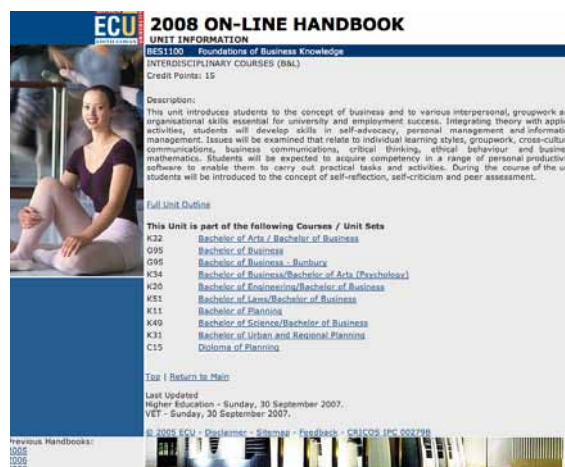 ECU
2008 ON-LINE HANDBOOK
UNIT INFORMATION
BES1100 Foundations of Business Knowledge
INTERDISCIPLINARY COURSES (B&L)
Credit Points: 15
Description:
This unit introduces students to the concept of business and to various interpersonal, groupwork a
organisational skills essential for university and employment success. Integrating theory with appli
activities, students will develop skills in self-advocacy, personal management and informati
management. Issues will be examined that relate to individual learning styles, groupwork, cross-cultu
communications, business communications, critical thinking, ethical behaviour and busine
mathematics. Students will be expected to acquire competency in a range of personal productiv
software to enable them to carry out practical tasks and activities. During the course of the u
students will be introduced to the concept of self-reflection, self-criticism and peer assessment.
Full Unit Outline
This Unit is part of the following Courses / Unit Sets
K32 Bachelor of Arts / Bachelor of Business
G95 Bachelor of Business
G95 Bachelor of Business - Bunbury
K34 Bachelor of Business/Bachelor of Arts (Psychology)
K20 Bachelor of Engineering/Bachelor of Business
K51 Bachelor of Laws/Bachelor of Business
K11 Bachelor of Planning
K49 Bachelor of Science/Bachelor of Business
K31 Bachelor of Urban and Regional Planning
C15 Diploma of Planning
Top | Return to Main
Last Updated
Higher Education - Sunday, 30 September 2007.
VET - Sunday, 30 September 2007.
© 2005 ECU - Disclaimer - Sitemap - Feedback - CRICOS IPC 00279B
Previous Handbooks:
2005
2006